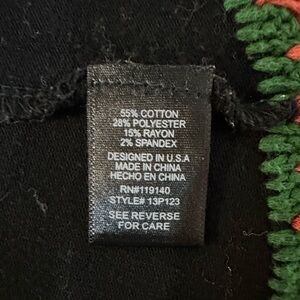 55% COTTON
28% POLYESTER
15% RAYON
2% SPANDEX
DESIGNED IN U.S.A
MADE IN CHINA
HECHO EN CHINA
RN#119140
STYLE# 13P123
SEE REVERSE
FOR CARE